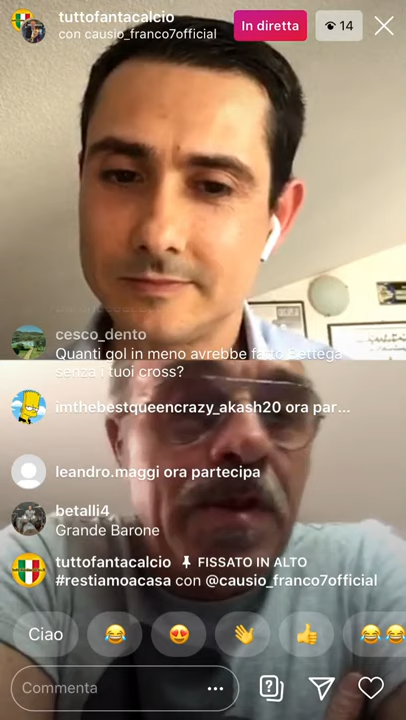 tuttofantacalcio
con causio_franco7official
In diretta
14
cesco_dento
Quanti gol in meno avrebbe fatto Bettega
senza i tuoi cross?
imthebestqueencrazy_akash20 ora par...
leandro.maggi ora partecipa
betalli4
Grande Barone
tuttofantacalcio FISSATO IN ALTO
#restiamoacasa con @causio_franco7official
Ciao
Commenta